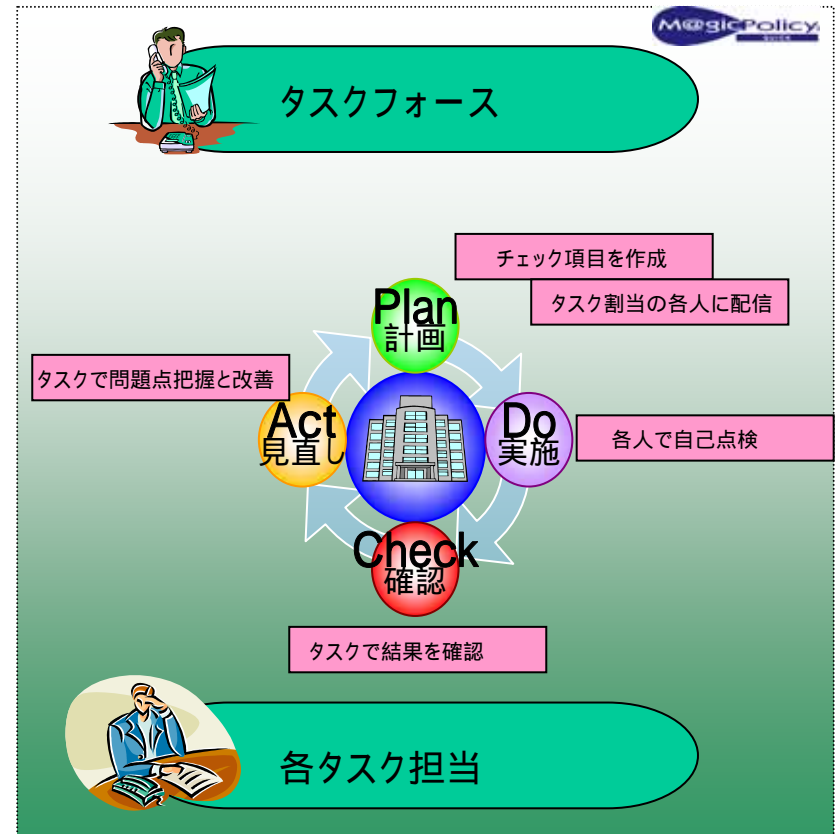 M@gicPolicy
タスクフォース
チェック項目を作成
タスク割当の各人に配信
Plan
計画
タスクで問題点把握と改善
Act
見直し
Do
実施
各人で自己点検
Check
確認
タスクで結果を確認
各タスク担当